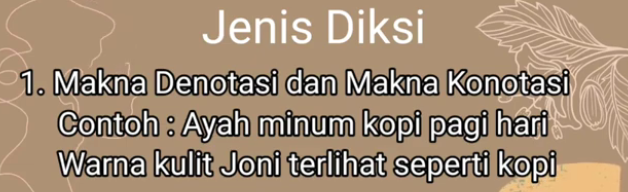 Jenis Diksi
1. Makna Denotasi dan Makna Konotasi
Contoh : Ayah minum kopi pagi hari
Warna kulit Joni terlihat seperti kopi